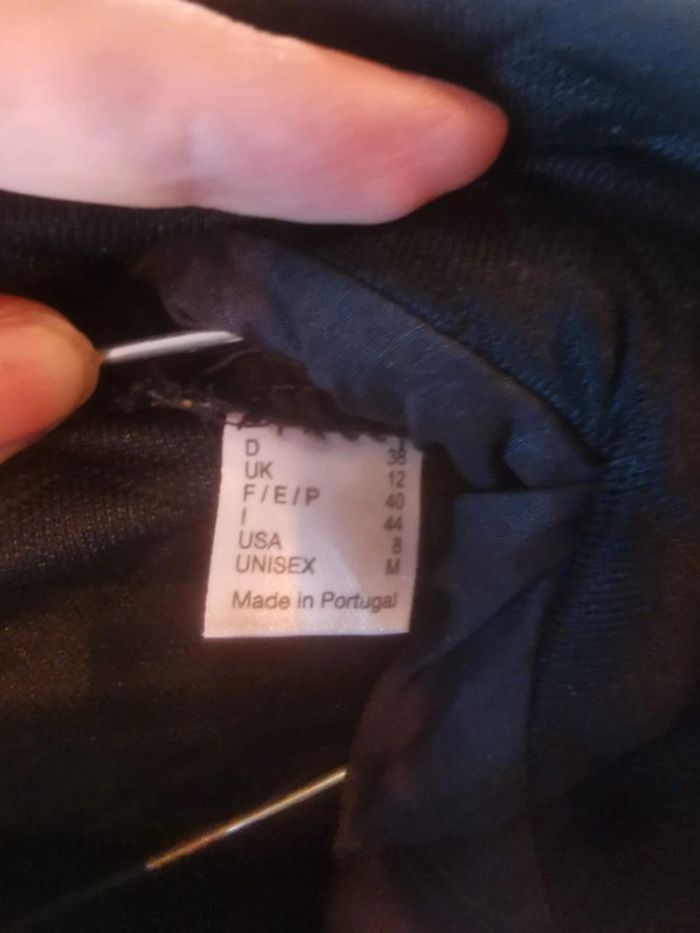 D 38
UK 12
F / E / P 40
I 44
USA 8
UNISEX M
Made in Portugal